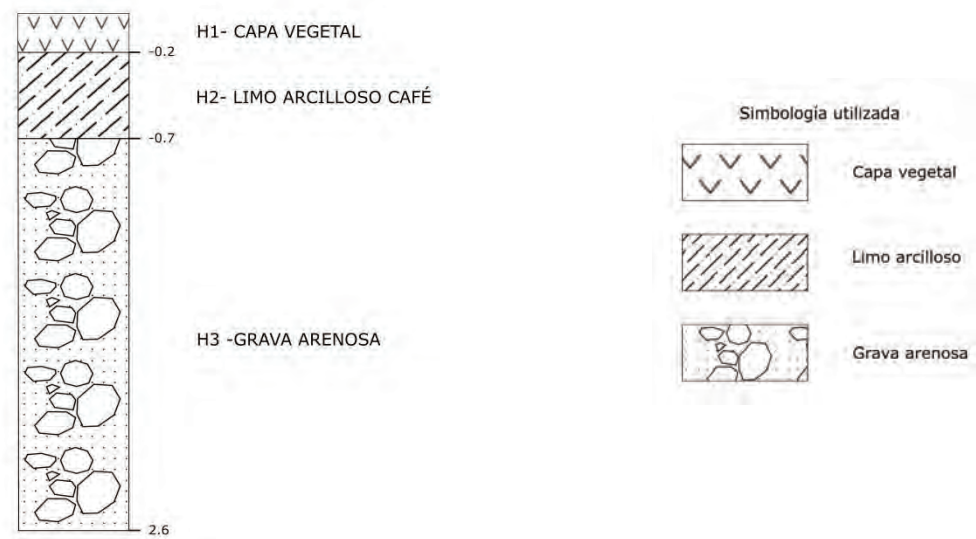 H1- CAPA VEGETAL
-0.2
H2- LIMO ARCILLOSO CAFÉ
-0.7
H3 -GRAVA ARENOSA
2.6
Simbología utilizada
Capa vegetal
Limo arcilloso
Grava arenosa